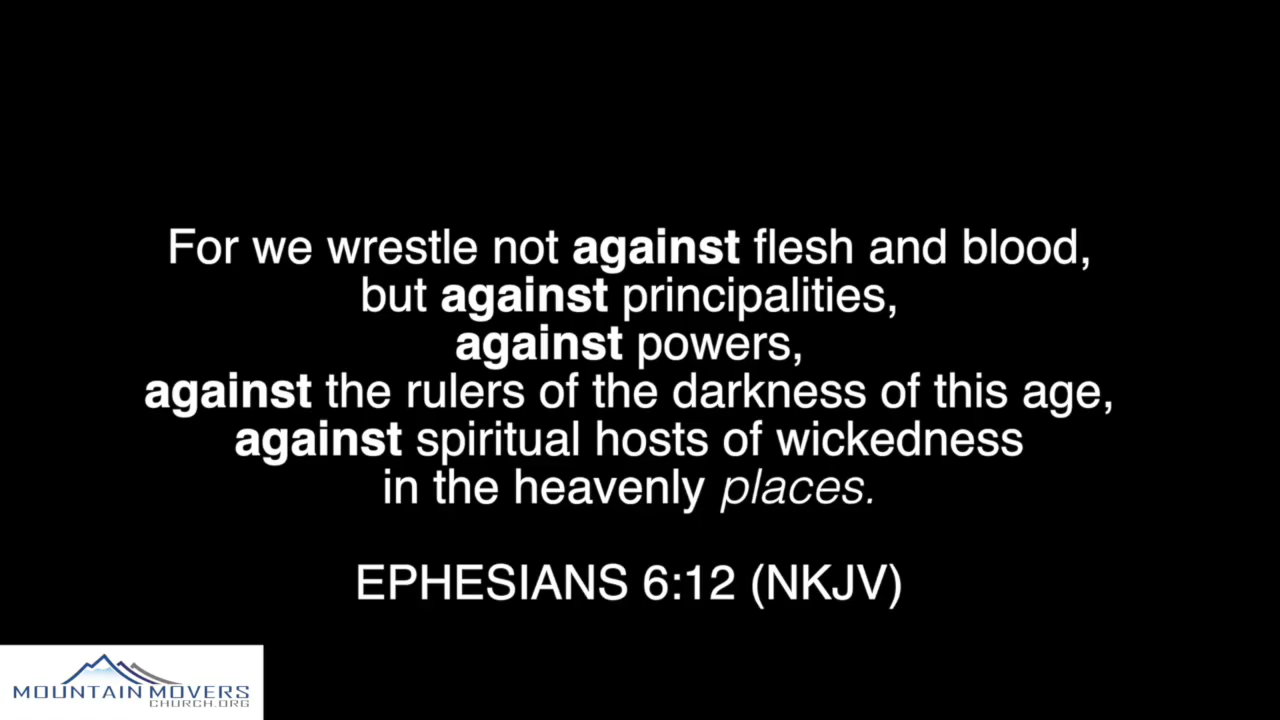 For we wrestle not against flesh and blood,
but against principalities,
against powers,
against the rulers of the darkness of this age,
against spiritual hosts of wickedness
in the heavenly places.
EPHESIANS 6:12 (NKJV)
MOUNTAIN MOVERS
CHURCH.ORG